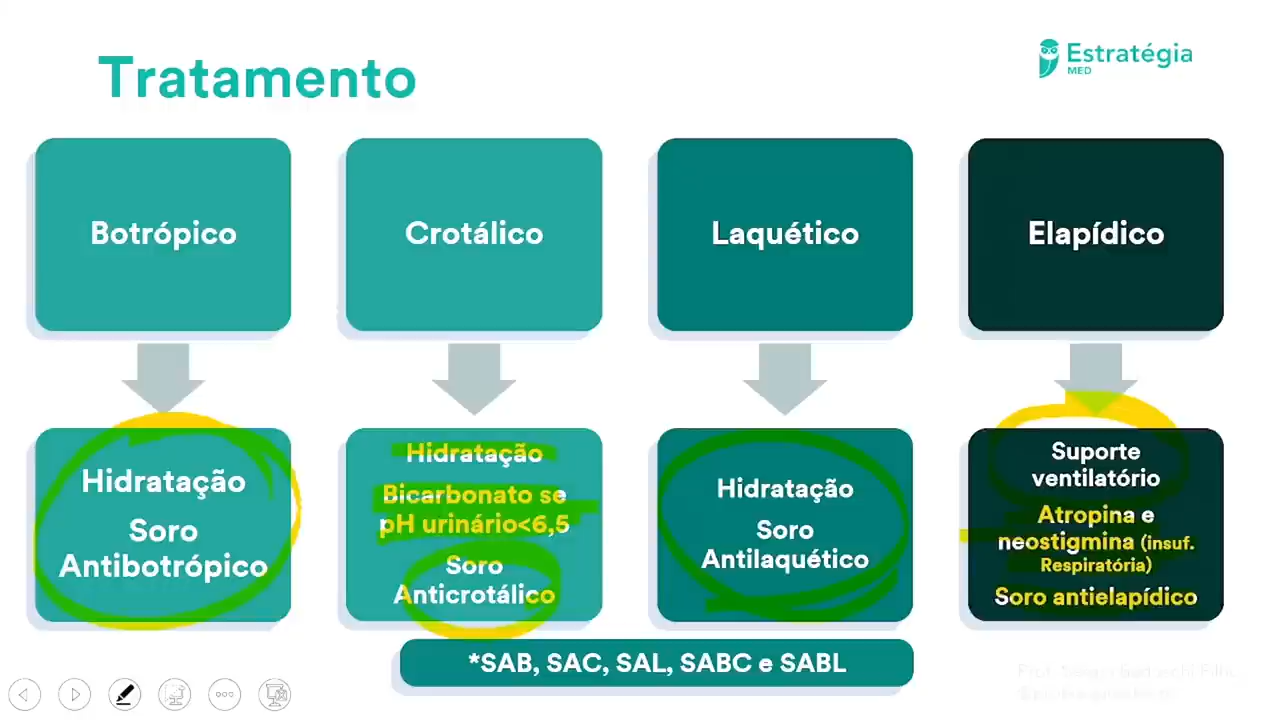 Tratamento
Estratégia
MED
Botrópico
Crotálico
Laquético
Elapídico
Hidratação
Soro
Antibotrópico
Hidratação
Bicarbonato se
pH urinário<6,5
Soro
Anticrotálico
Hidratação
Soro
Antilaquético
Suporte
ventilatório
Atropina e
neostigmina (insuf.
Respiratória)
Soro antielapídico
*SAB, SAC, SAL, SABC e SABL